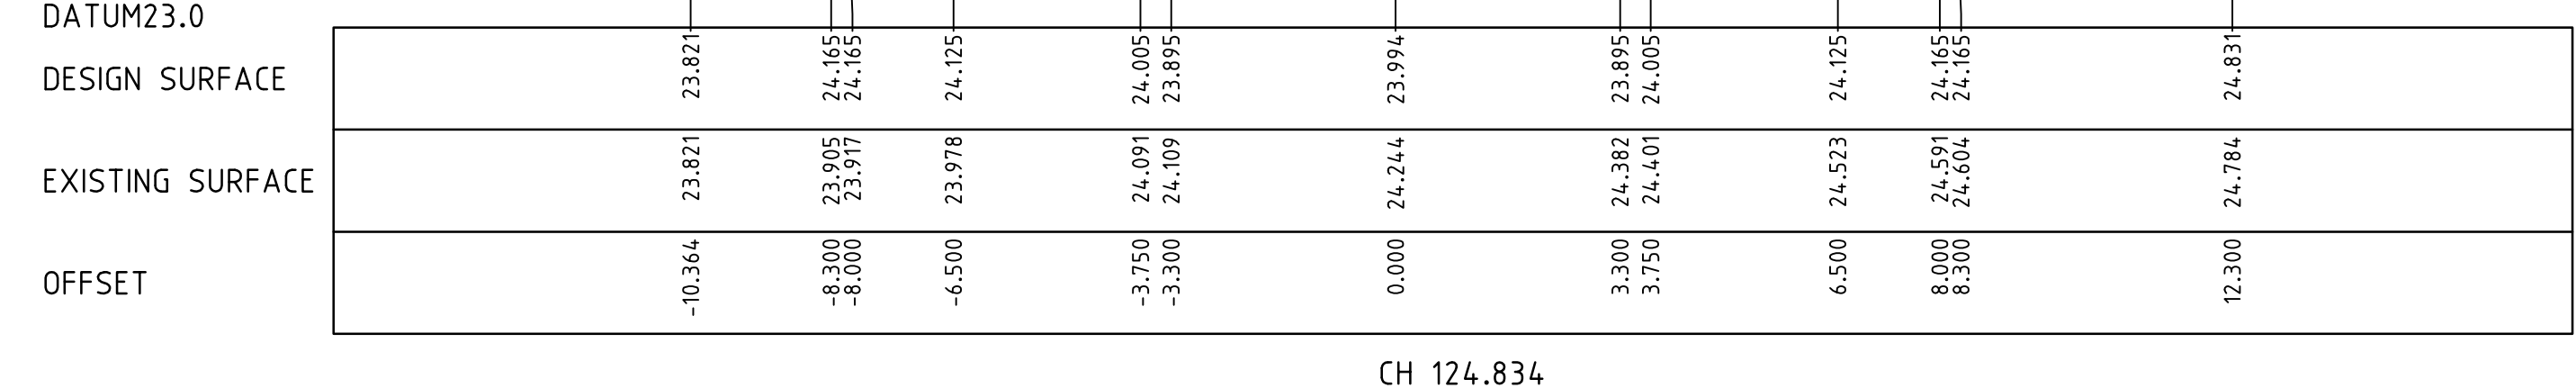 DATUM23.0
DESIGN SURFACE 23.821 24.165 24.165 24.125 24.005 23.895 23.994 23.895 24.005 24.125 24.165 24.165 24.831
EXISTING SURFACE 23.821 23.905 23.917 23.978 24.091 24.109 24.244 24.382 24.401 24.523 24.591 24.604 24.784
OFFSET -10.364 -8.300 -8.000 -6.500 -3.750 -3.300 0.000 3.300 3.750 6.500 8.000 8.300 12.300
CH 124.834